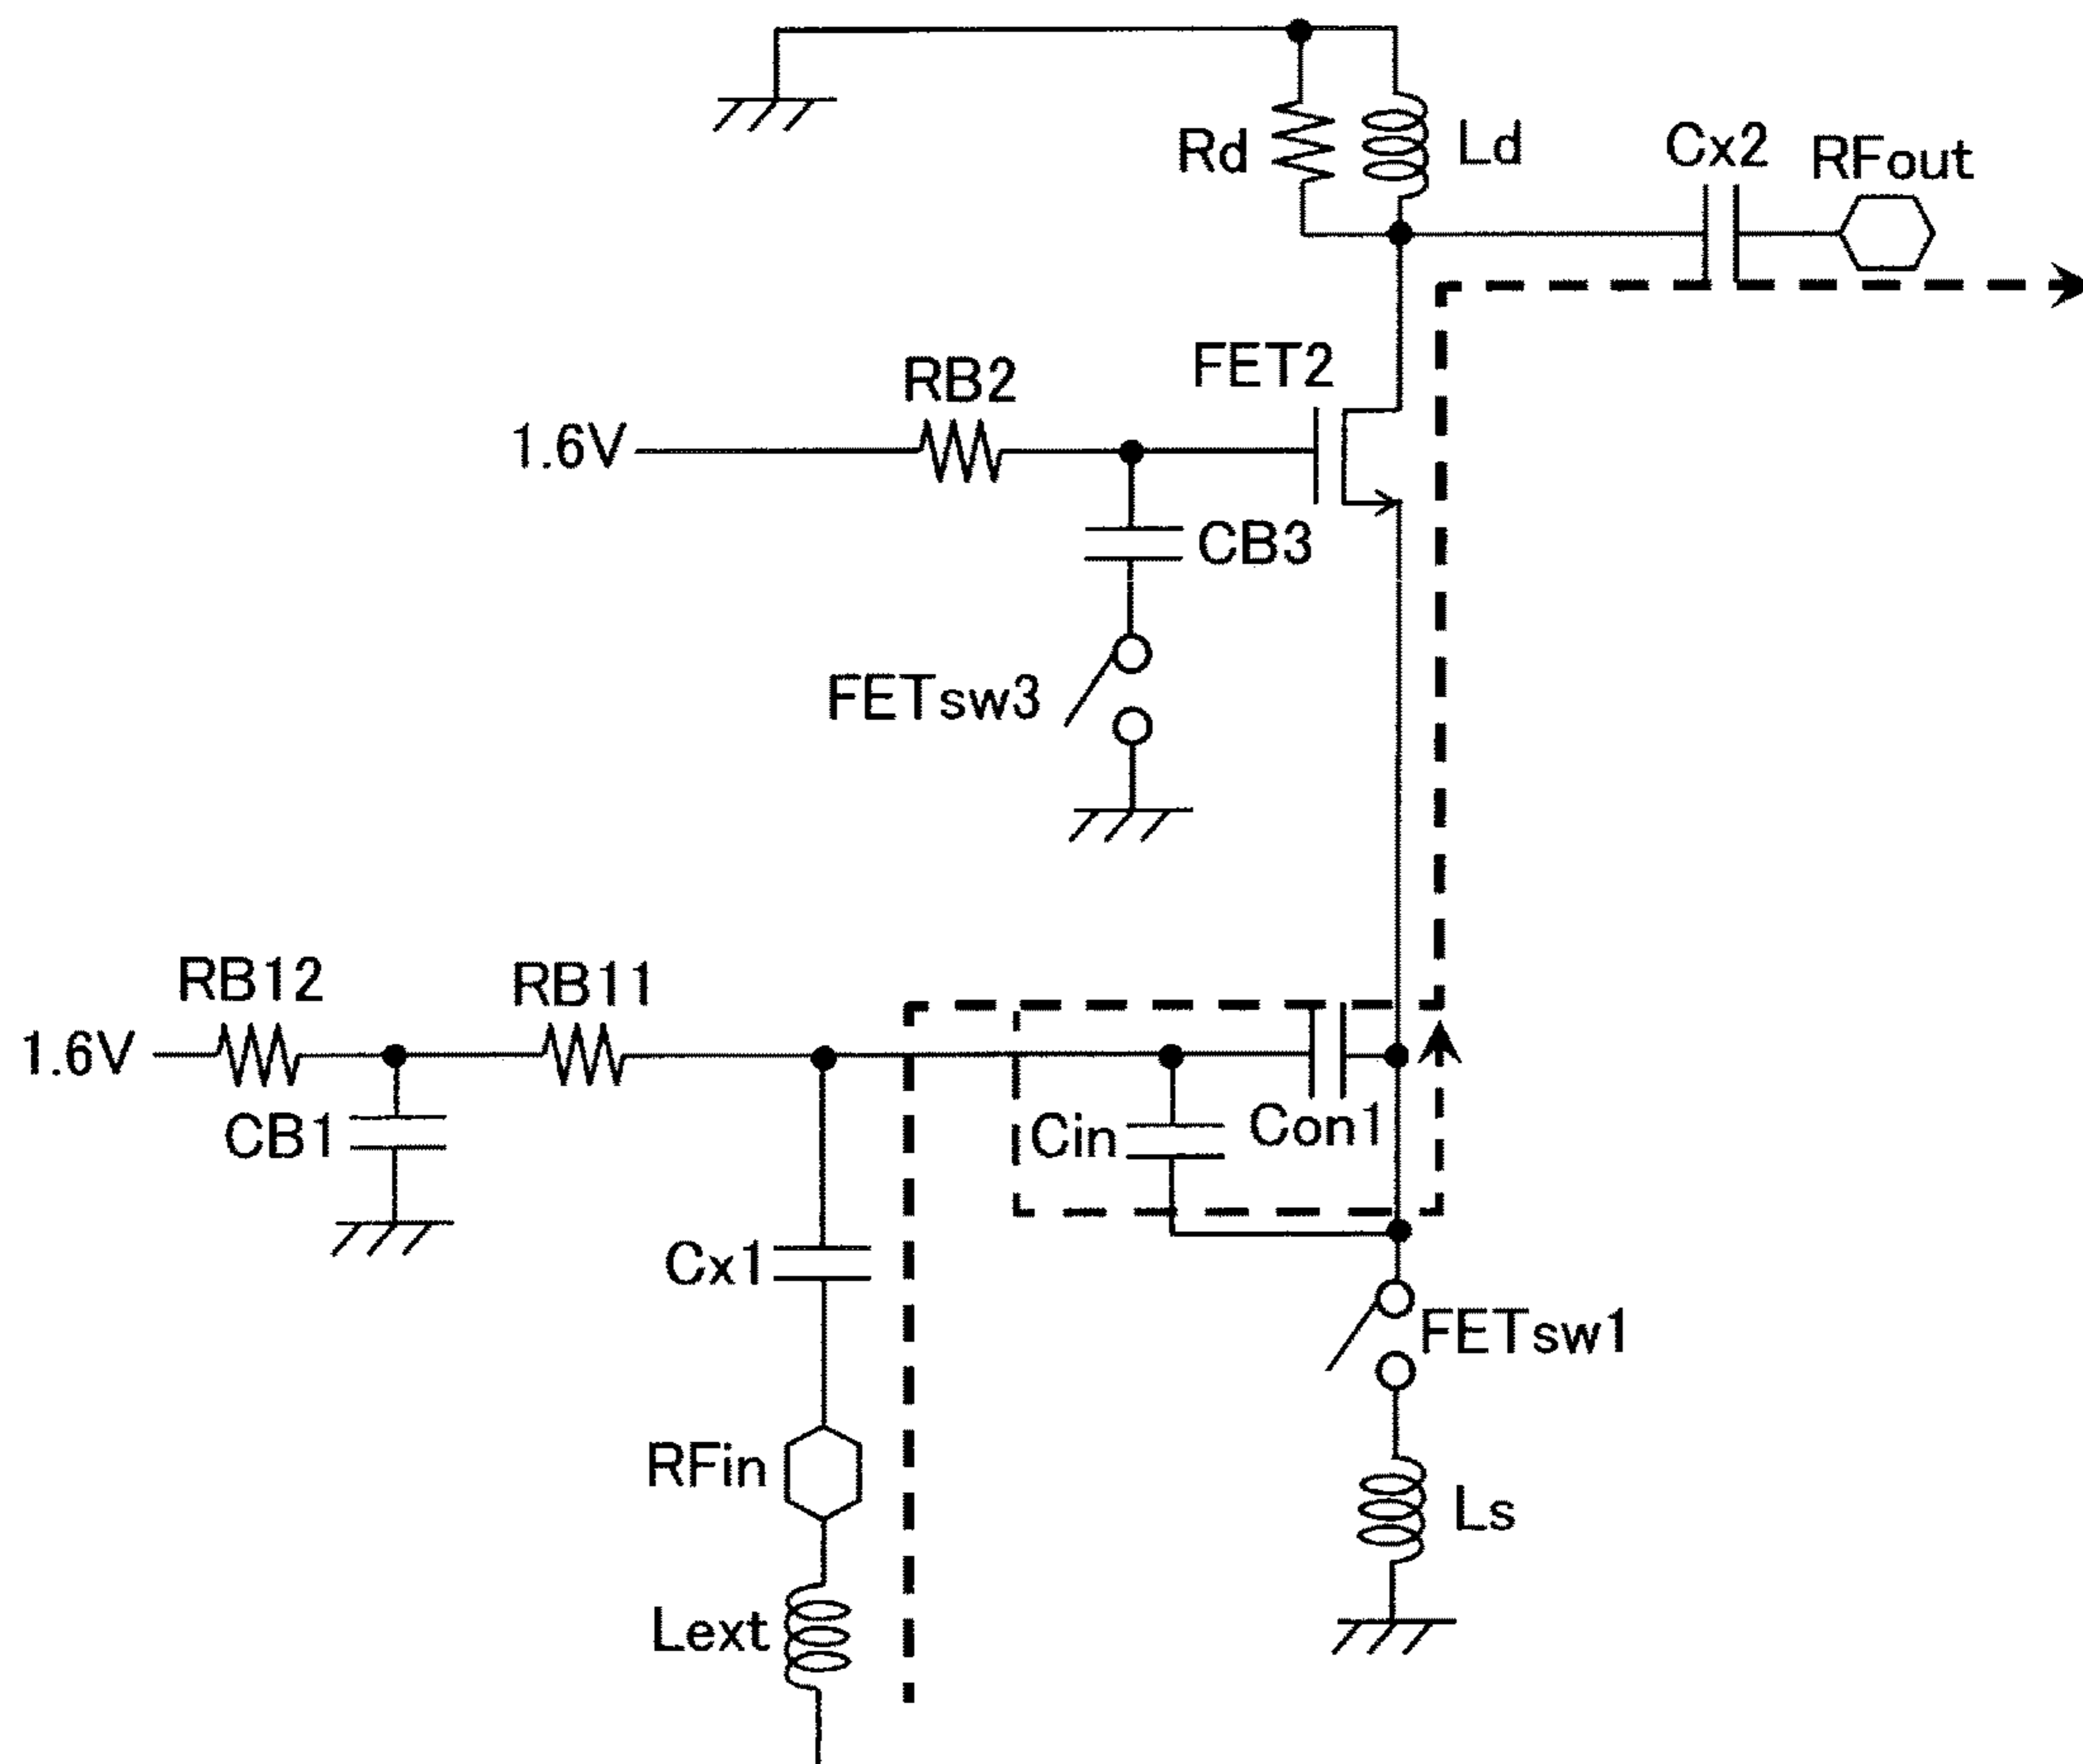 Rd
Ld
Cx2
RFout
RB2
FET2
1.6V
CB3
FETsw3
RB12
RB11
1.6V
CB1
Cin
Con1
Cx1
FETsw1
RFin
Ls
Lext